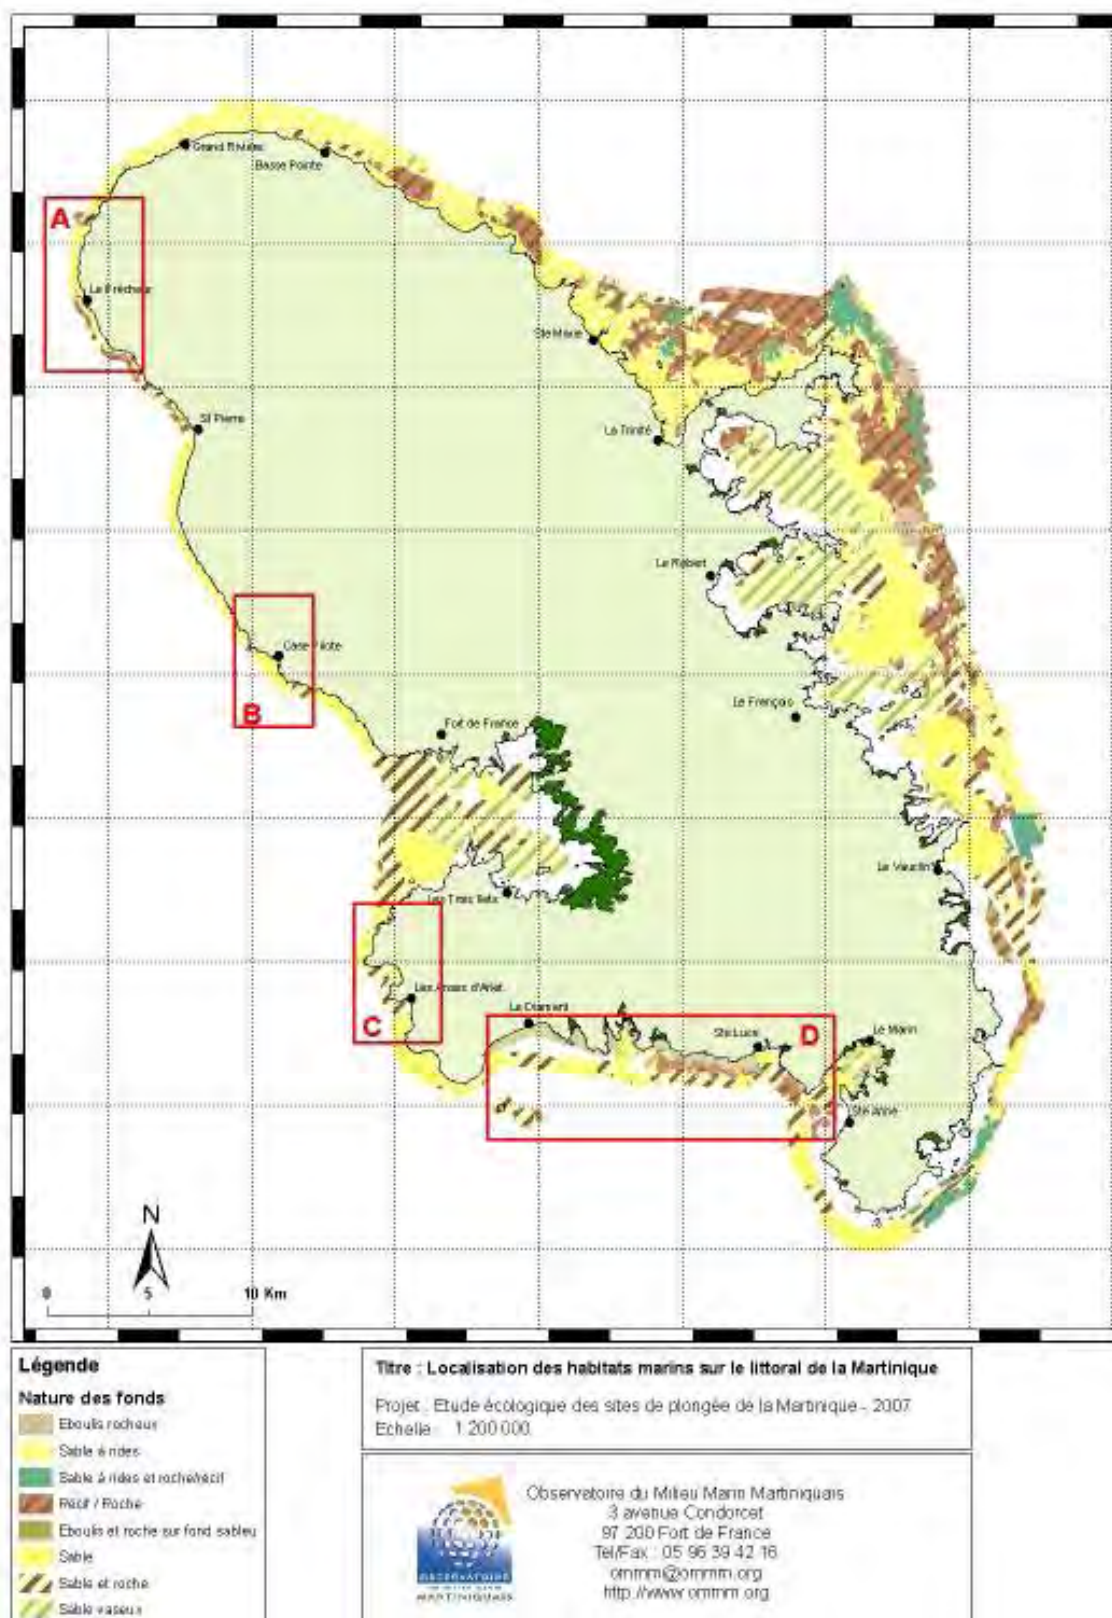 Grand Rivière
Basse Pointe
A
Le Prêcheur
Ste Marie
St Pierre
La Trinité
Le Robert
Case Pilote
B
Le François
Fort de France
Le Vauclin
Les Trois Ilets
Les Anses d'Arlet
C
Le Diamant
Ste Luce
D
Le Marin
Ste Anne
N
0 5 10 Km
Légende
Nature des fonds
Eboulis rocheux
Sable à rides
Sable à rides et roche/récif
Récif / Roche
Eboulis et roche sur fond sableu
Sable
Sable et roche
Sable vaseux
Titre : Localisation des habitats marins sur le littoral de la Martinique
Projet : Etude écologique des sites de plongée de la Martinique - 2007
Echelle : 1 200 000
Observatoire du Milieu Marin Martiniquais
3 avenue Condorcet
97 200 Fort de France
Tel/Fax : 05 96 39 42 16
ommm@ommm.org
http://www.ommm.org
OBSERVATOIRE
MARTINIQUAIS